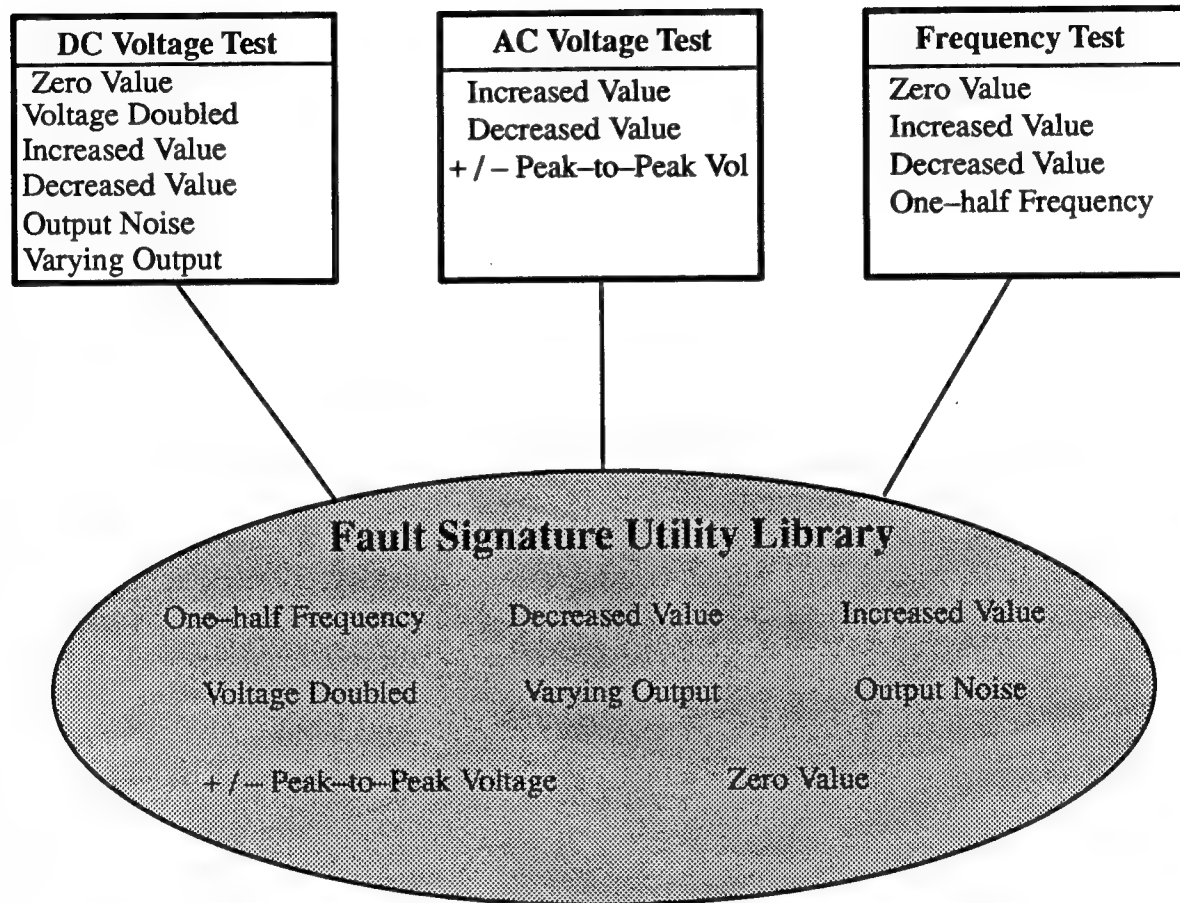 DC Voltage Test
Zero Value
Voltage Doubled
Increased Value
Decreased Value
Output Noise
Varying Output
AC Voltage Test
Increased Value
Decreased Value
+/– Peak–to–Peak Vol
Frequency Test
Zero Value
Increased Value
Decreased Value
One–half Frequency
Fault Signature Utility Library
One–half Frequency Decreased Value Increased Value
Voltage Doubled Varying Output Output Noise
+/– Peak–to–Peak Voltage Zero Value